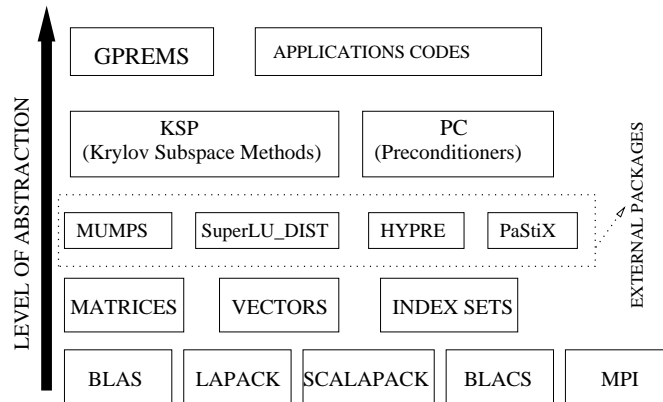 GPREMS
APPLICATIONS CODES
KSP
(Krylov Subspace Methods)
PC
(Preconditioners)
MUMPS
SuperLU_DIST
HYPRE
PaStiX
MATRICES
VECTORS
INDEX SETS
BLAS
LAPACK
SCALAPACK
BLACS
MPI
LEVEL OF ABSTRACTION
EXTERNAL PACKAGES